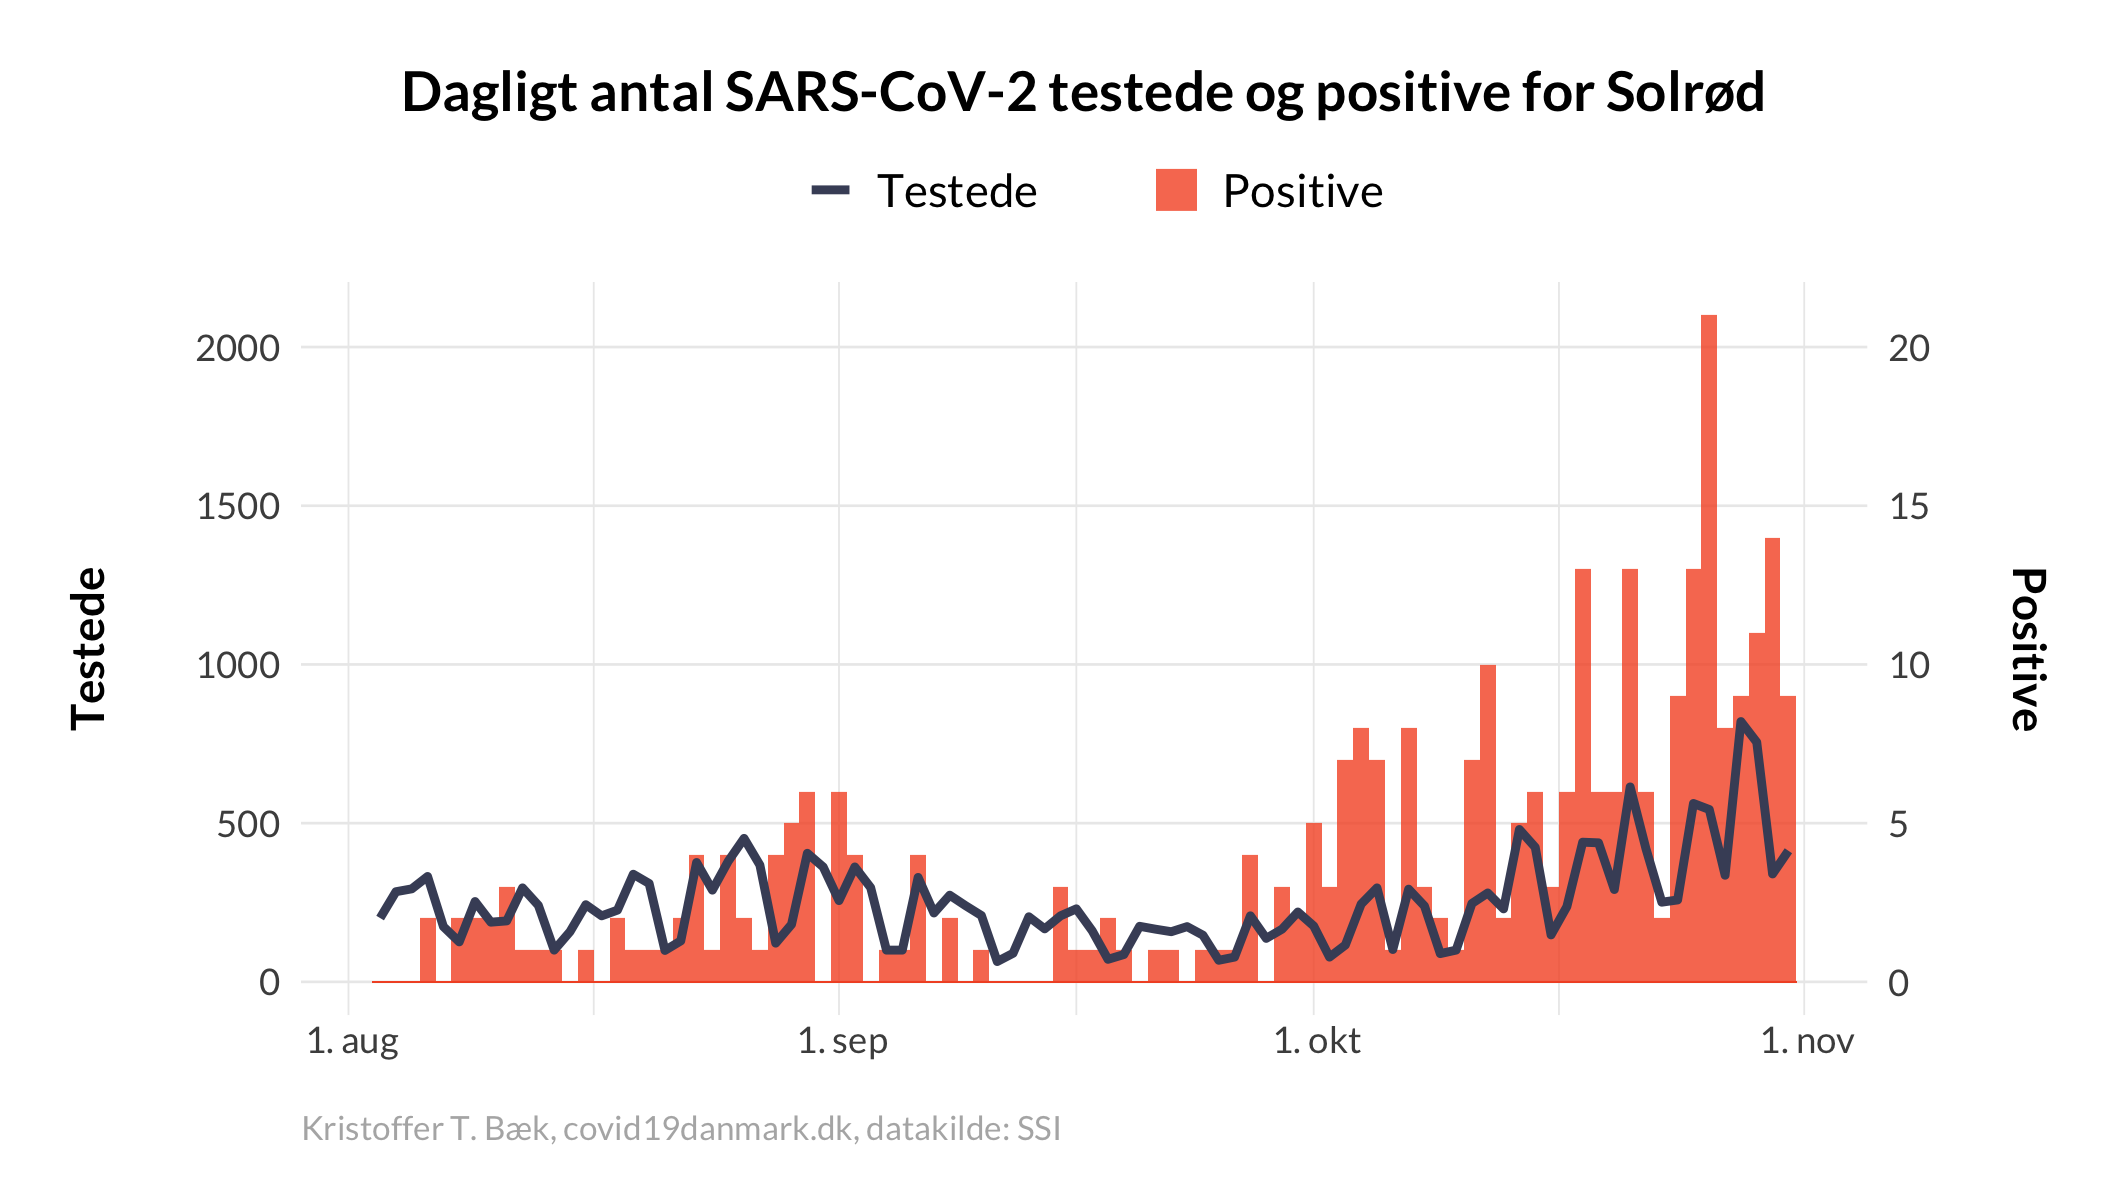 Dagligt antal SARS-CoV-2 testede og positive for Solrød
Testede
Positive
2000
1500
1000
500
0
20
15
10
5
0
Testede
Positive
1. aug
1. sep
1. okt
1. nov
Kristoffer T. Bæk, covid19danmark.dk, datakilde: SSI